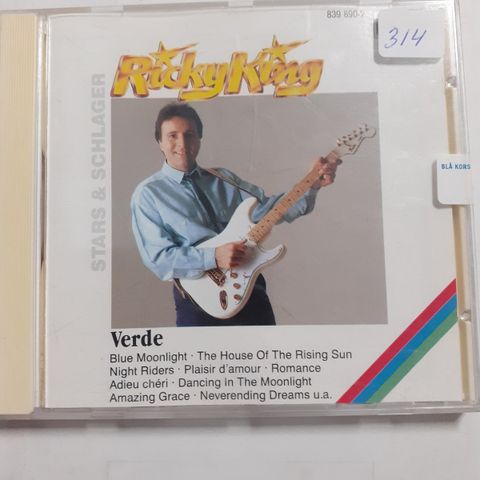 839 690-2
314
Ricky King
STARS & SCHLAGER
BLÅ KORS
Verde
Blue Moonlight · The House Of The Rising Sun
Night Riders · Plaisir d'amour · Romance
Adieu chéri · Dancing in The Moonlight
Amazing Grace · Neverending Dreams u.a.